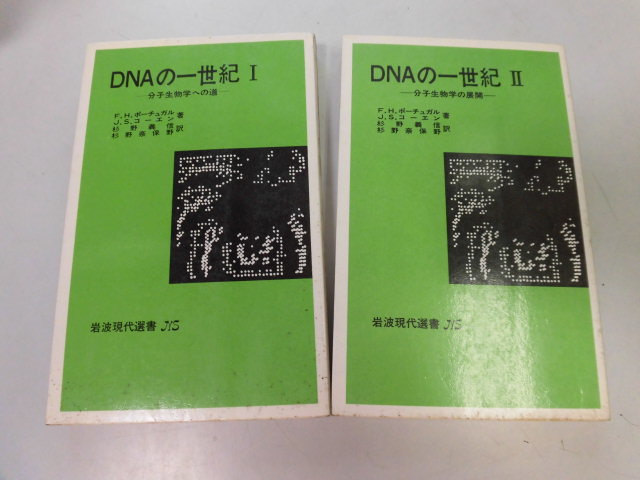 DNAの一世紀 I
—分子生物学への道—
F.H.ポーチュガル 著
J.S.コーエン
杉野義信 訳
杉野奈保野
岩波現代選書 NS
DNAの一世紀 II
—分子生物学の展開—
F.H.ポーチュガル 著
J.S.コーエン
杉野義信 訳
杉野奈保野
岩波現代選書 NS